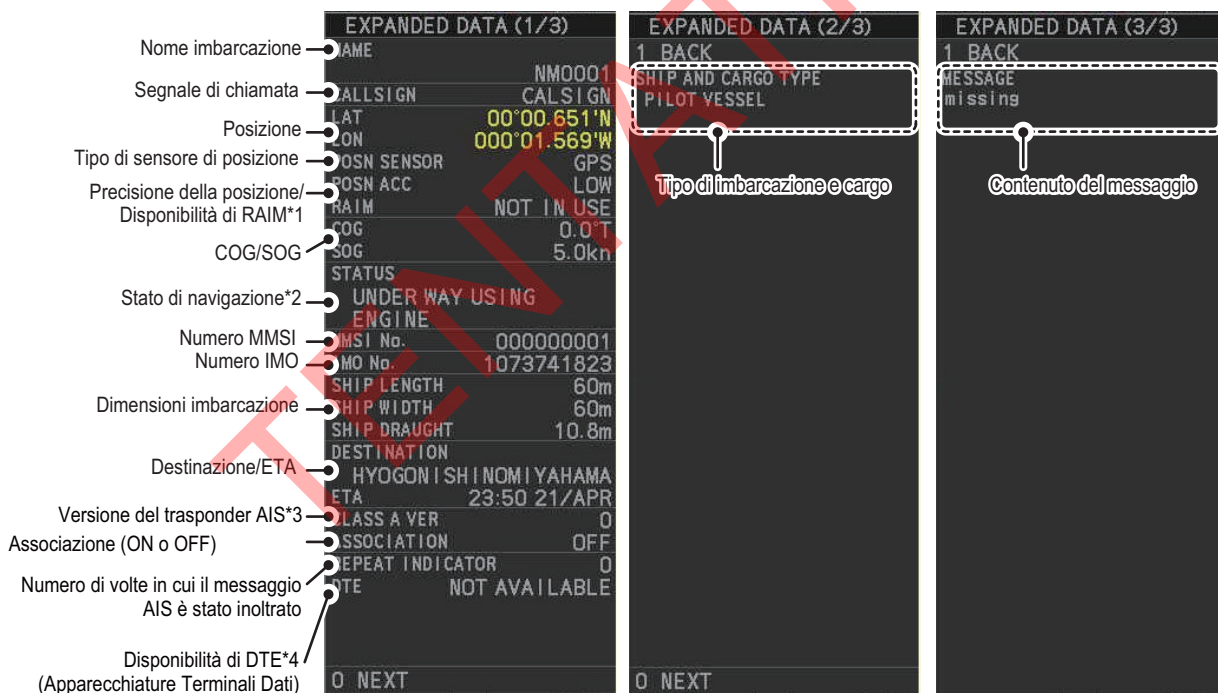 Nome imbarcazione
Segnale di chiamata
Posizione
Tipo di sensore di posizione
Precisione della posizione/
Disponibilità di RAIM*1
COG/SOG
Stato di navigazione*2
Numero MMSI
Numero IMO
Dimensioni imbarcazione
Destinazione/ETA
Versione del trasponder AIS*3
Associazione (ON o OFF)
Numero di volte in cui il messaggio
AIS è stato inoltrato
Disponibilità di DTE*4
(Apparecchiature Terminali Dati)
EXPANDED DATA (1/3)
NAME
NM0001
CALLSIGN CALSIGN
LAT 00°00.651'N
LON 000°01.569'W
POSN SENSOR GPS
POSN ACC LOW
RAIM NOT IN USE
COG 0.0°T
SOG 5.0kn
STATUS
UNDER WAY USING
ENGINE
MMSI No. 000000001
IMO No. 1073741823
SHIP LENGTH 60m
SHIP WIDTH 60m
SHIP DRAUGHT 10.8m
DESTINATION
HYOGONISHINOMIYAHAMA
ETA 23:50 21/APR
CLASS A VER 0
ASSOCIATION OFF
REPEAT INDICATOR 0
DTE NOT AVAILABLE
0 NEXT
EXPANDED DATA (2/3)
1 BACK
SHIP AND CARGO TYPE
PILOT VESSEL
Tipo di imbarcazione e cargo
0 NEXT
EXPANDED DATA (3/3)
1 BACK
MESSAGE
missing
Contenuto del messaggio